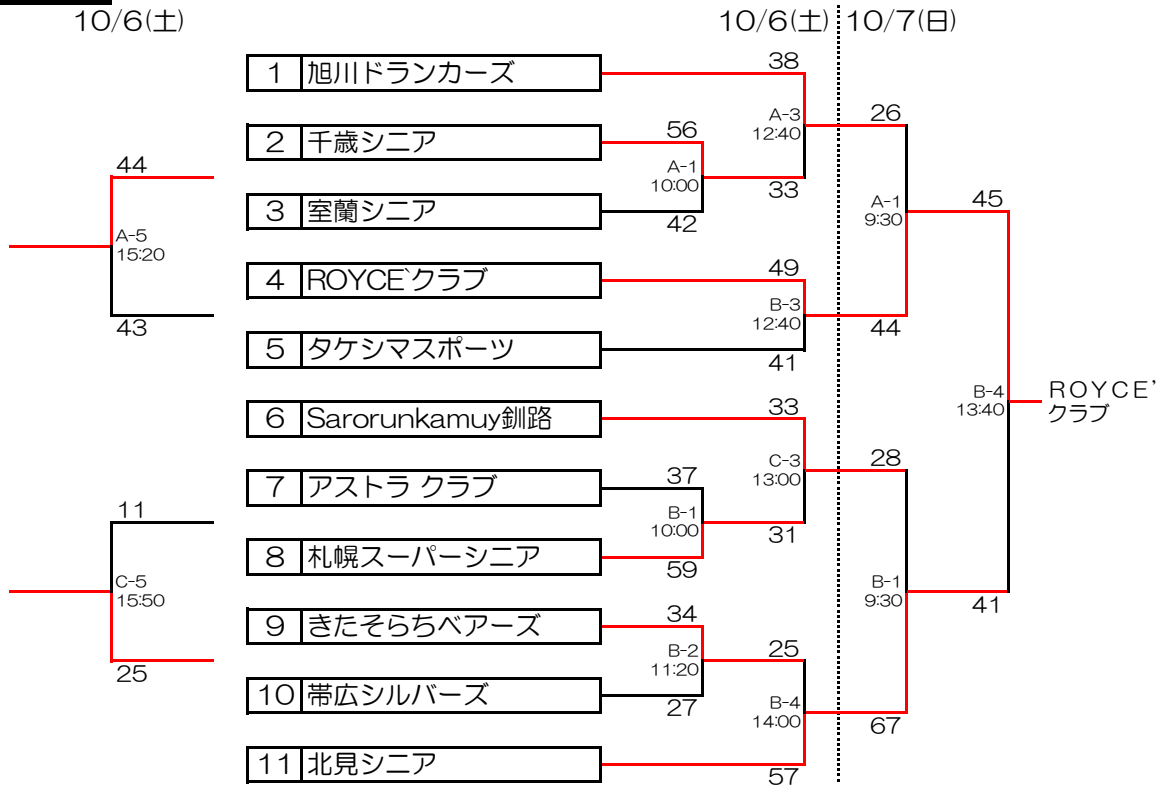 10/6(土)
10/6(土)
10/7(日)
38
1 旭川ドランカーズ
A-3
12:40
26
56
2 千歳シニア
44
A-1
10:00
33
3 室蘭シニア
42
A-1
9:30
45
A-5
15:20
49
4 ROYCE`クラブ
B-3
12:40
43
44
5 タケシマスポーツ
41
B-4
13:40
ROYCE’
クラブ
33
6 Sarorunkamuy釧路
C-3
13:00
28
37
7 アストラ クラブ
11
B-1
10:00
31
8 札幌スーパーシニア
59
C-5
15:50
B-1
9:30
41
34
9 きたそらちベアーズ
B-2
11:20
25
25
10 帯広シルバーズ
27
B-4
14:00
67
11 北見シニア
57